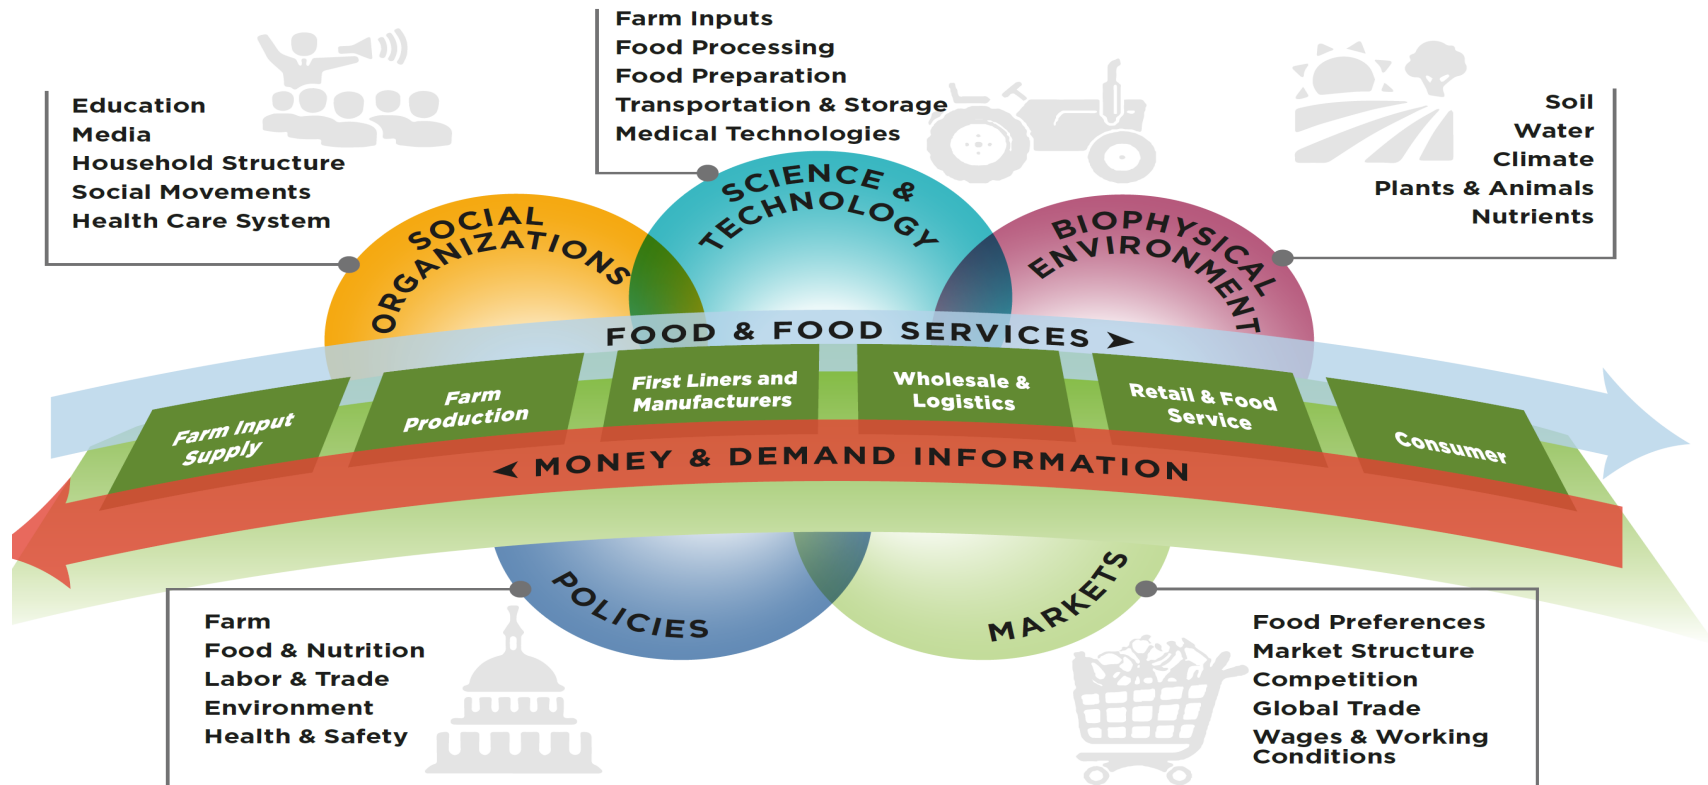 Farm Inputs
Food Processing
Food Preparation
Transportation & Storage
Medical Technologies
Education
Media
Household Structure
Social Movements
Health Care System
Soil
Water
Climate
Plants & Animals
Nutrients
SOCIAL
ORGANIZATIONS
SCIENCE &
TECHNOLOGY
BIOPHYSICAL
ENVIRONMENT
FOOD & FOOD SERVICES
Farm Input
Supply
Farm
Production
First Liners and
Manufacturers
Wholesale &
Logistics
Retail & Food
Service
Consumer
MONEY & DEMAND INFORMATION
POLICIES
MARKETS
Farm
Food & Nutrition
Labor & Trade
Environment
Health & Safety
Food Preferences
Market Structure
Competition
Global Trade
Wages & Working
Conditions